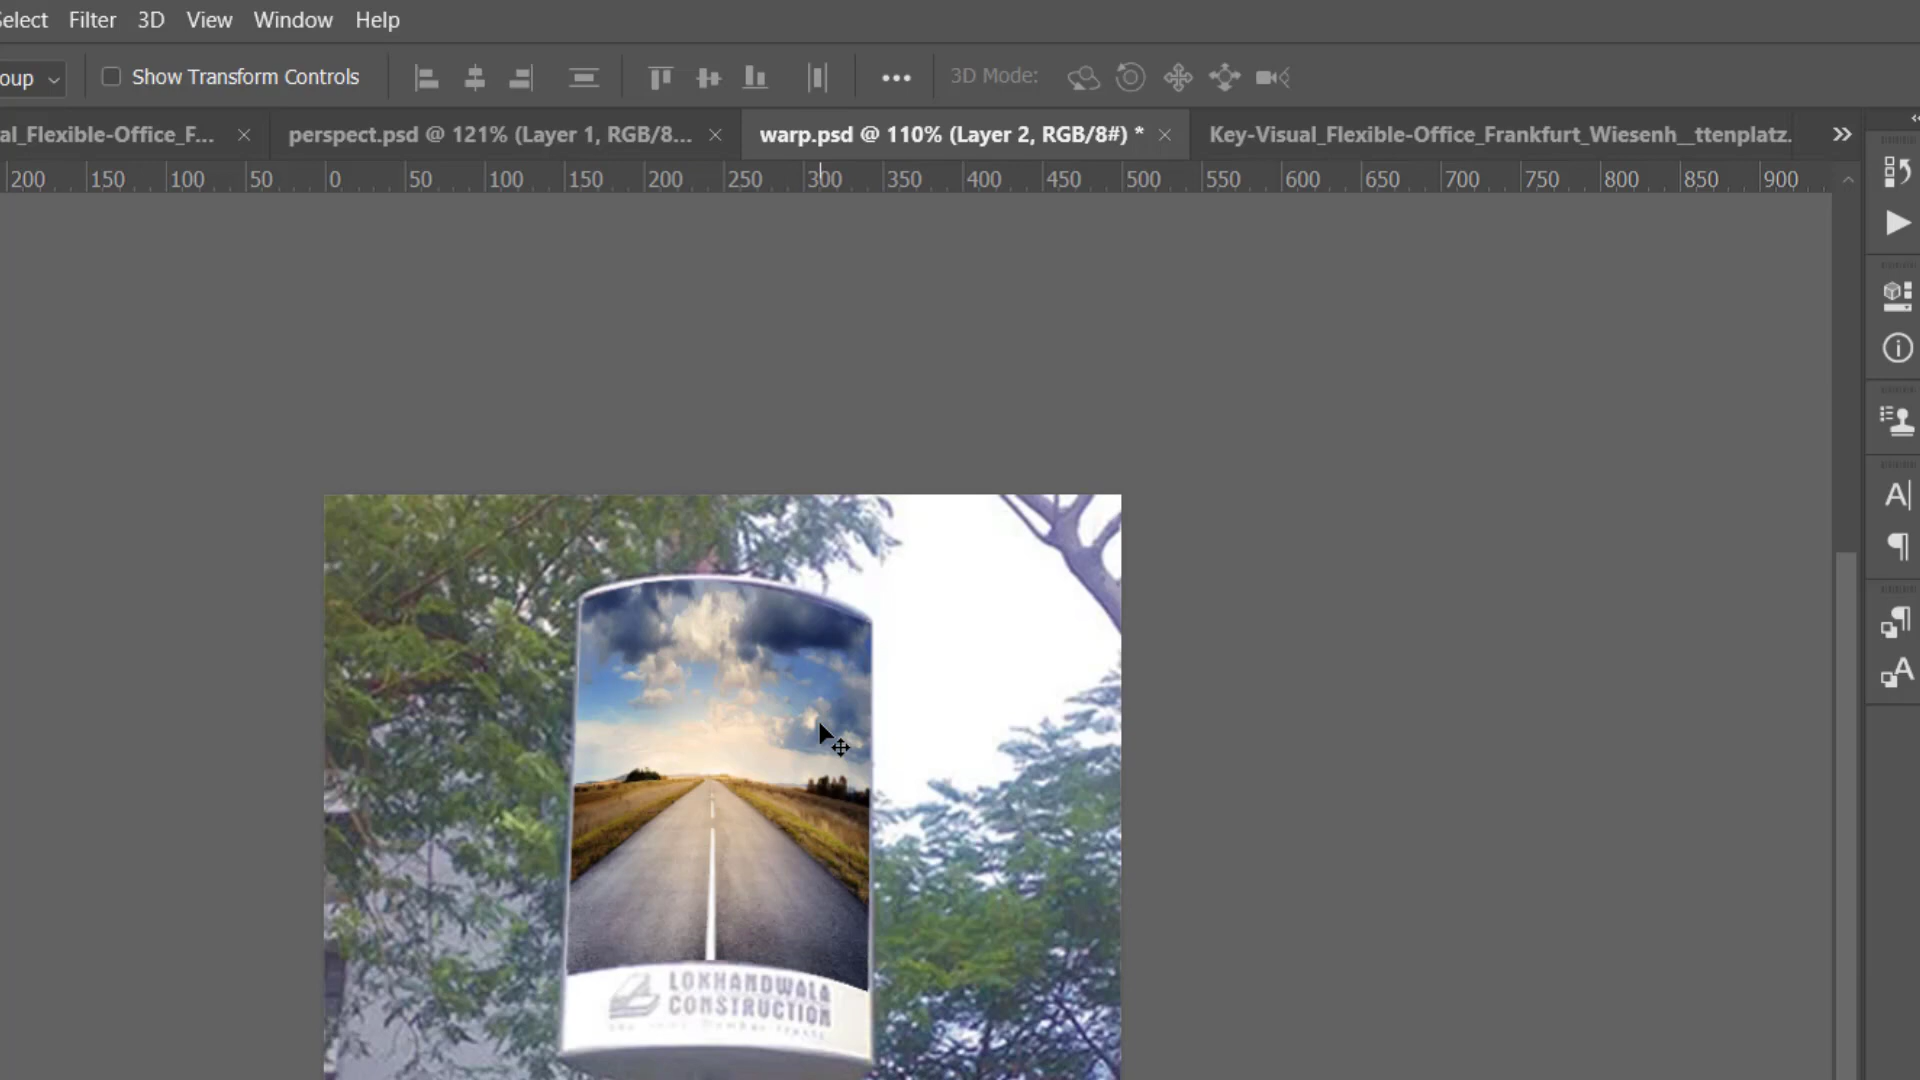 Select Filter 3D View Window Help
oup Show Transform Controls 3D Mode:
al_Flexible-Office_F... perspect.psd @ 121% (Layer 1, RGB/8... warp.psd @ 110% (Layer 2, RGB/8#) * Key-Visual_Flexible-Office_Frankfurt_Wiesenh__ttenplatz.
200 150 100 50 0 50 100 150 200 250 300 350 400 450 500 550 600 650 700 750 800 850 900
LOKHANDWALA
CONSTRUCTION